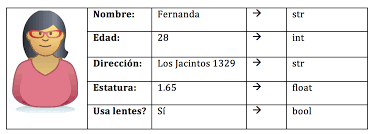 Nombre: Fernanda → str
Edad: 28 → int
Dirección: Los Jacintos 1329 → str
Estatura: 1.65 → float
Usa lentes? Sí → bool